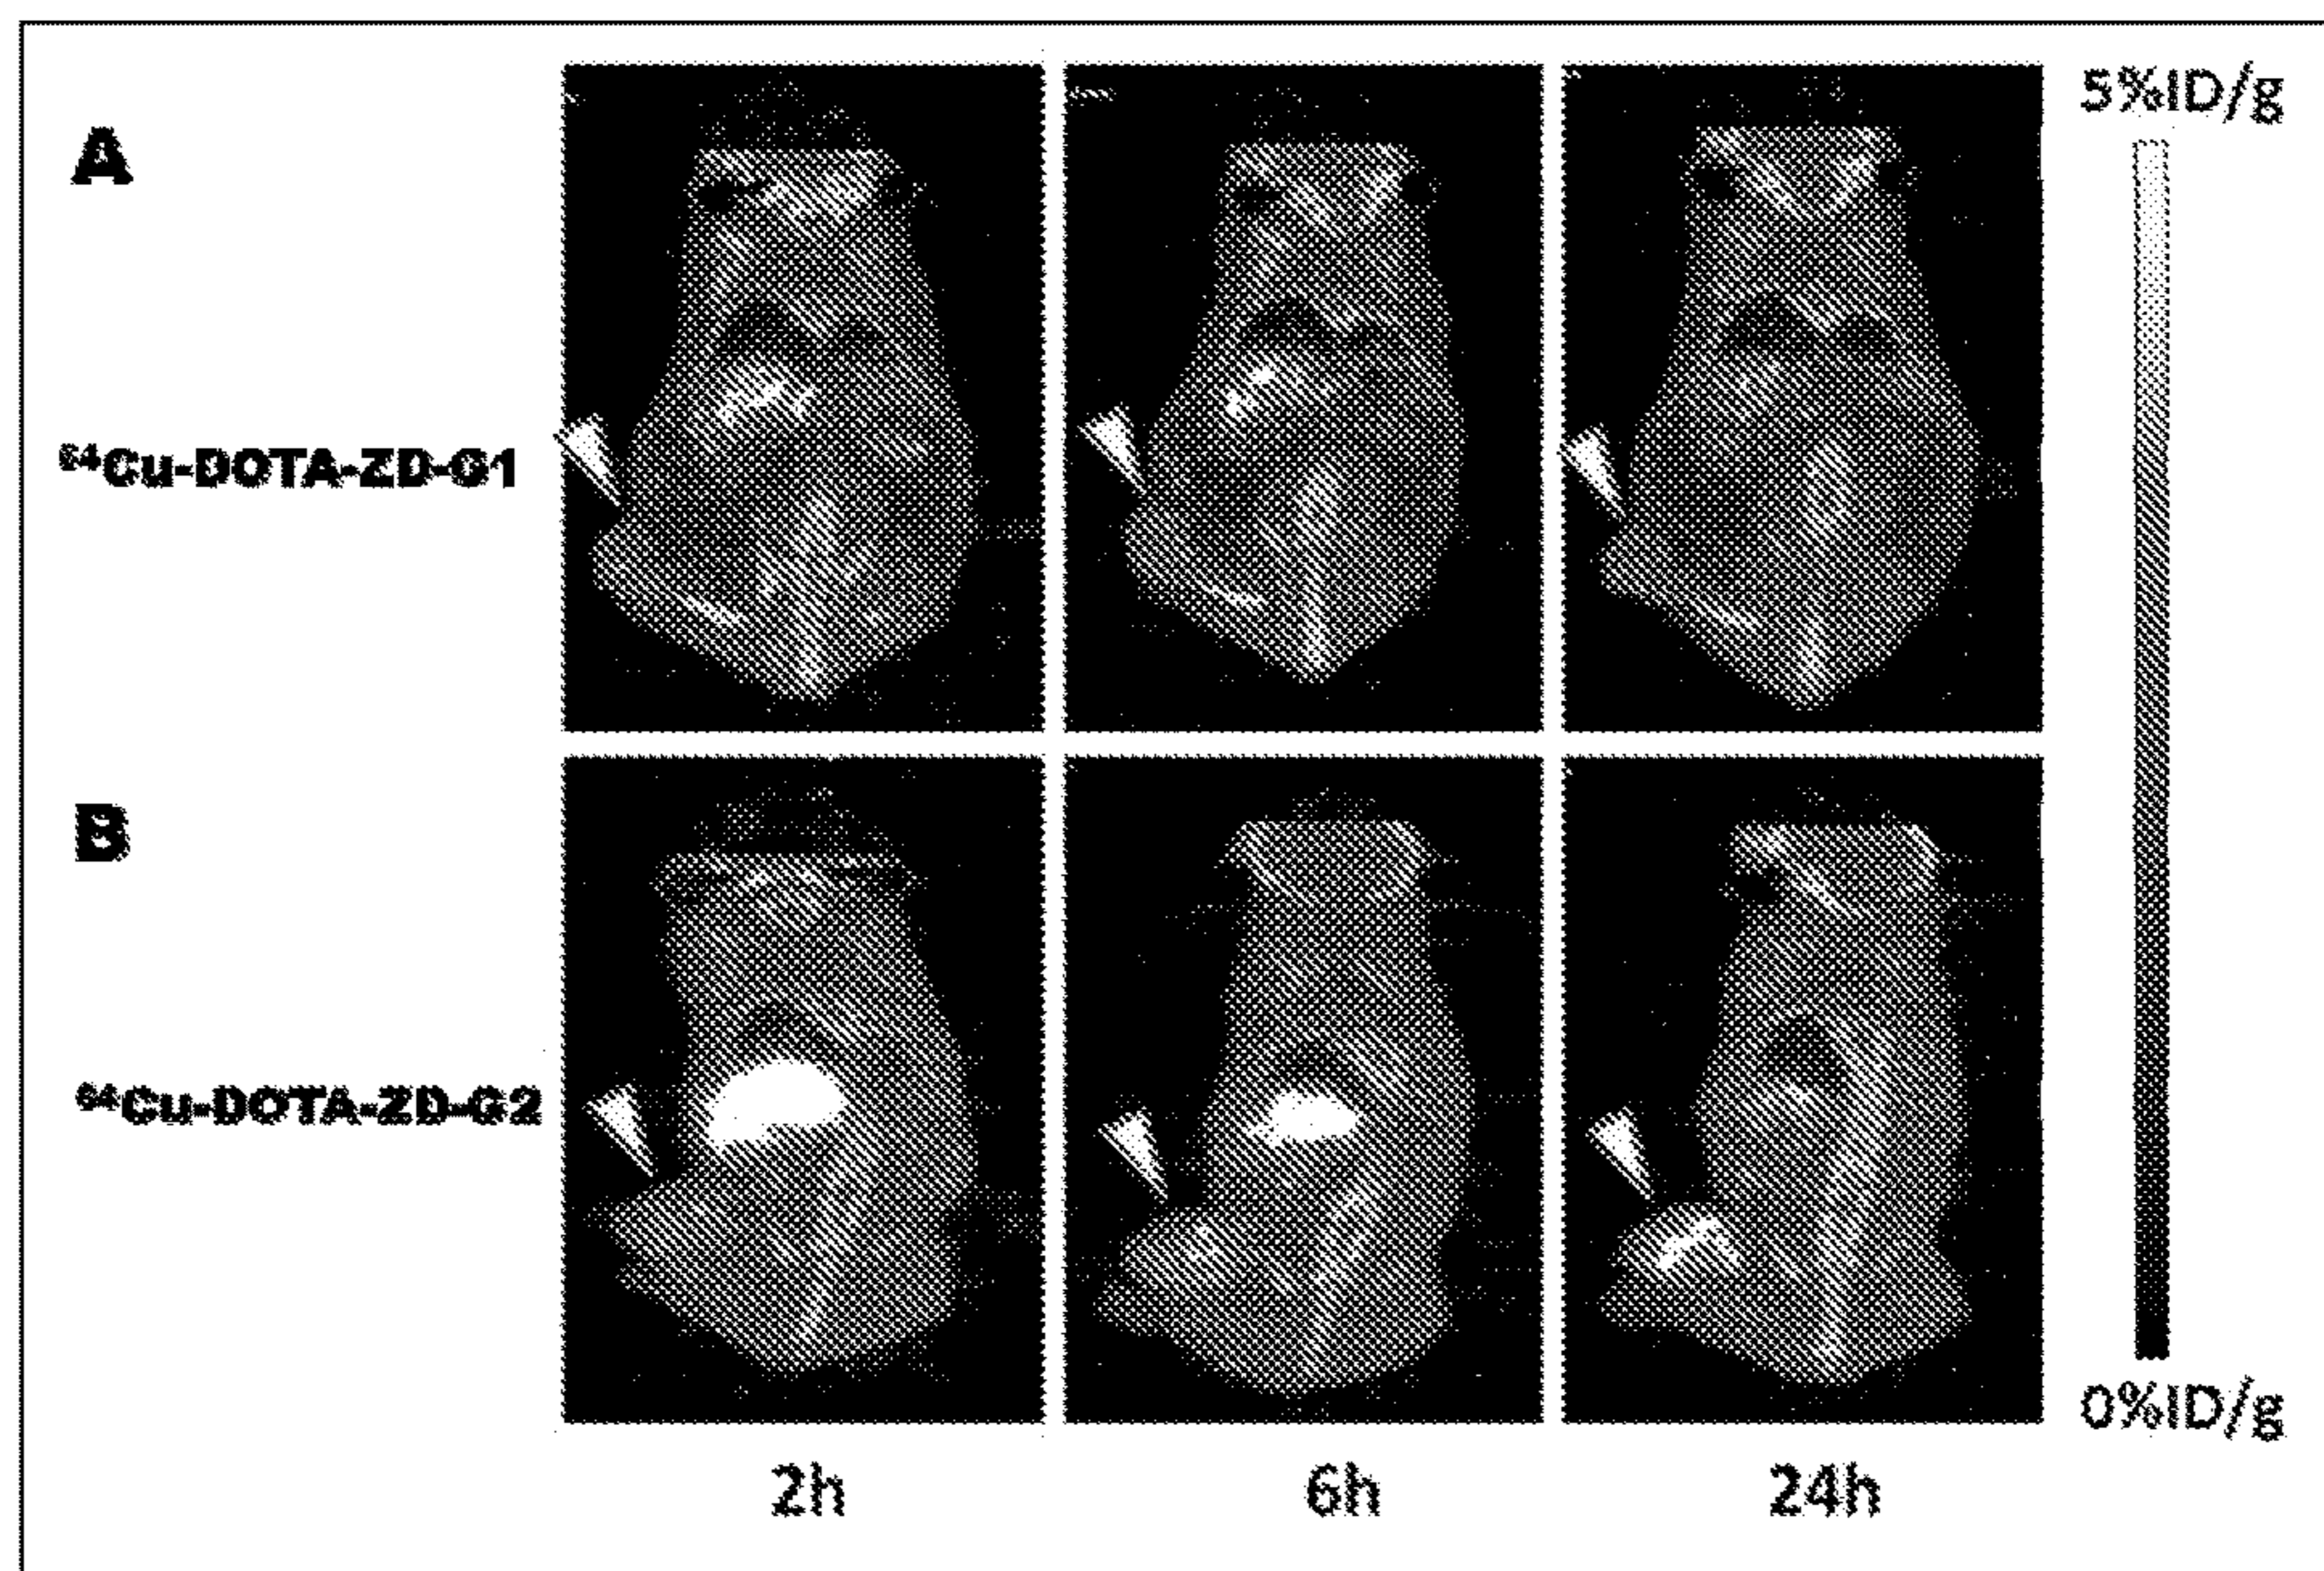 A
5%ID/g
⁶⁴Cu-DOTA-ZD-G1
B
⁶⁴Cu-DOTA-ZD-G2
0%ID/g
2h 6h 24h